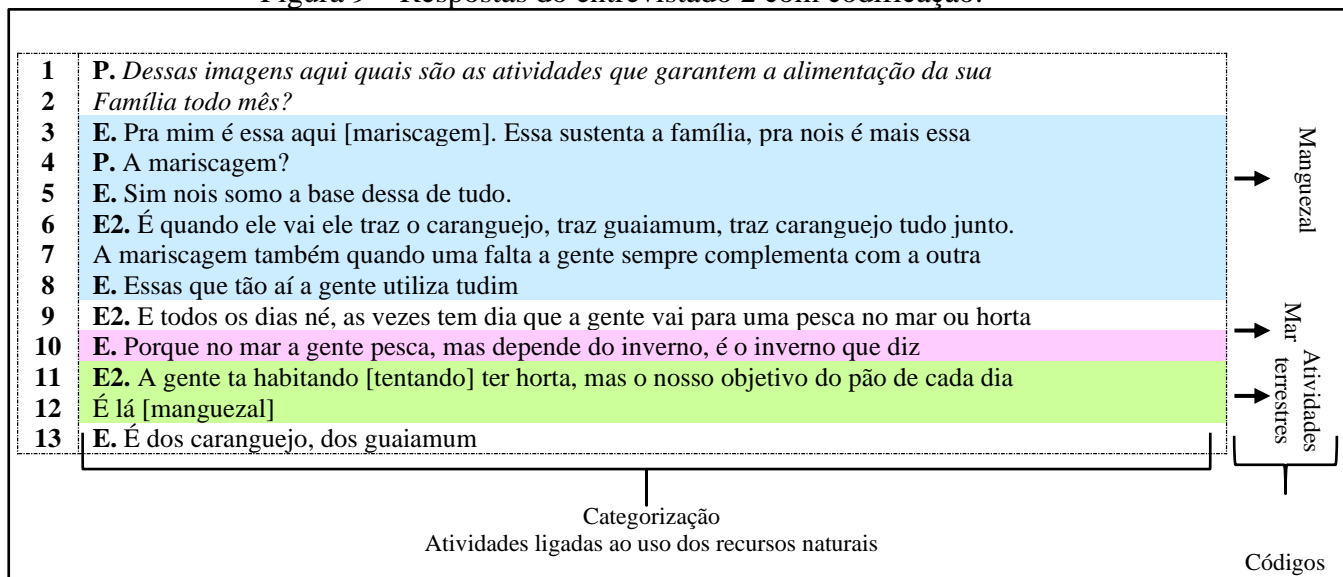 Figura 9 – Respostas do entrevistado 2 com codificação.
1 P. Dessas imagens aqui quais são as atividades que garantem a alimentação da sua
2 Família todo mês?
3 E. Pra mim é essa aqui [mariscagem]. Essa sustenta a família, pra nois é mais essa
4 P. A mariscagem?
5 E. Sim nois somo a base dessa de tudo.
6 E2. É quando ele vai ele traz o caranguejo, traz guaiamum, traz caranguejo tudo junto.
7 A mariscagem também quando uma falta a gente sempre complementa com a outra
8 E. Essas que tão aí a gente utiliza tudim
9 E2. E todos os dias né, as vezes tem dia que a gente vai para uma pesca no mar ou horta
10 E. Porque no mar a gente pesca, mas depende do inverno, é o inverno que diz
11 E2. A gente ta habitando [tentando] ter horta, mas o nosso objetivo do pão de cada dia
12 É lá [manguezal]
13 E. É dos caranguejo, dos guaiamum
Manguezal
Mar
Atividades
terrestres
Categorização
Atividades ligadas ao uso dos recursos naturais
Códigos